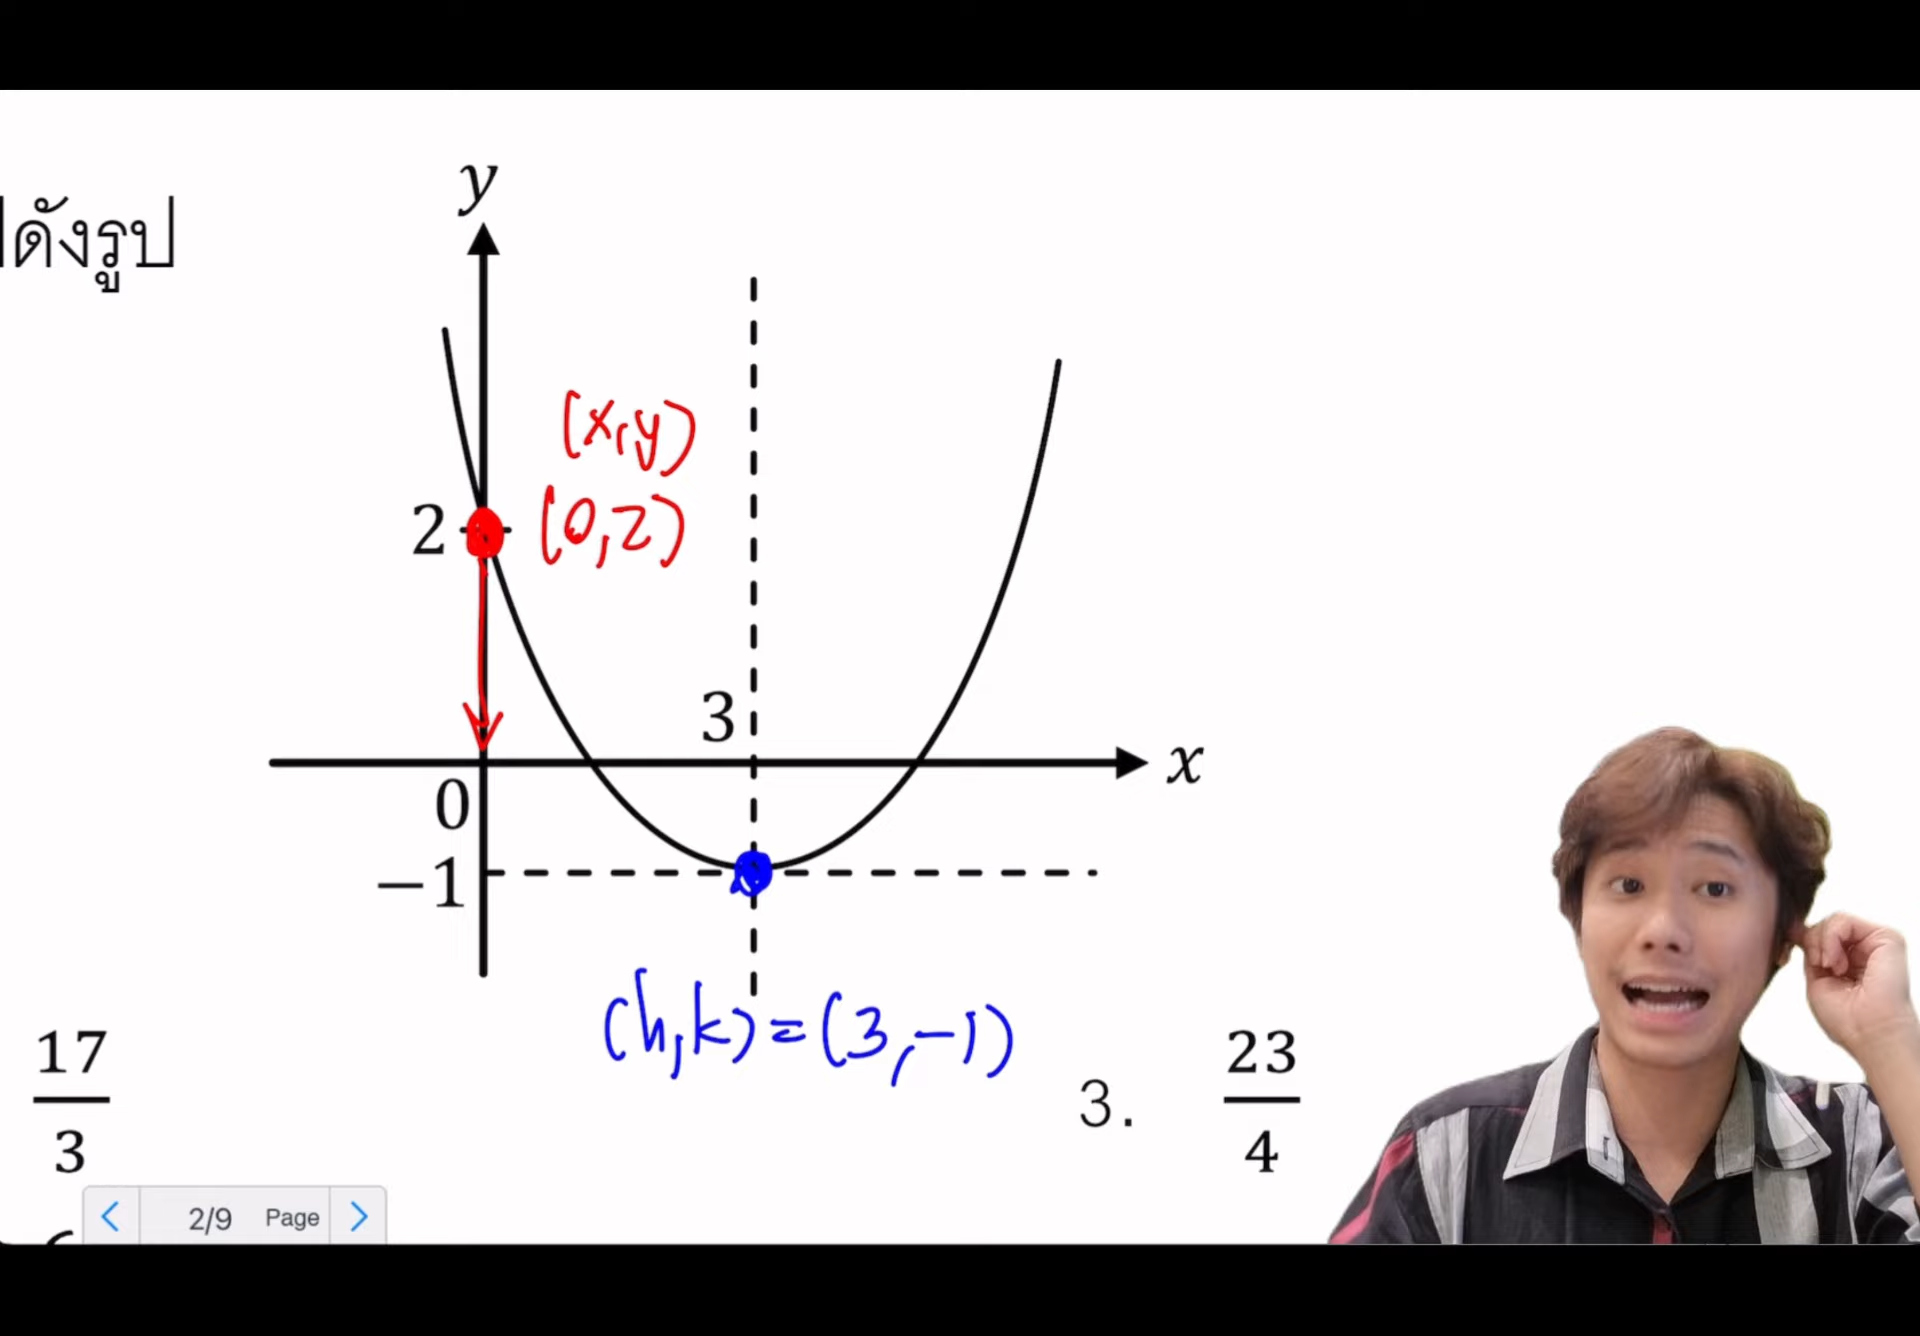 y
ดังรูป
(x,y)
2 (0,2)
3
x
0
−1
(h,k) = (3,-1)
17
3
3. 23
4
2/9 Page